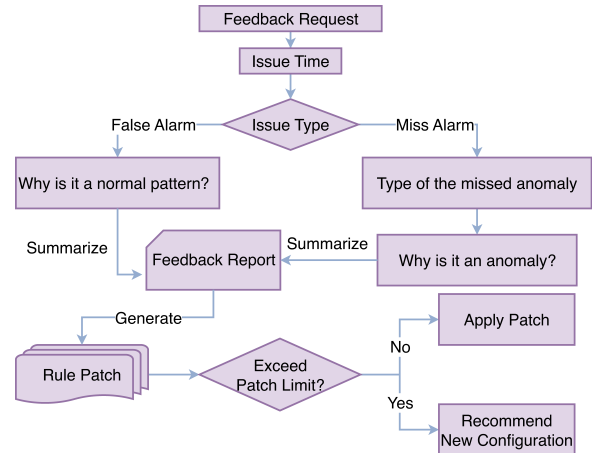 Feedback Request
Issue Time
False Alarm
Issue Type
Miss Alarm
Why is it a normal pattern?
Type of the missed anomaly
Summarize
Feedback Report
Summarize
Why is it an anomaly?
Generate
Rule Patch
Exceed
Patch Limit?
No
Apply Patch
Yes
Recommend
New Configuration